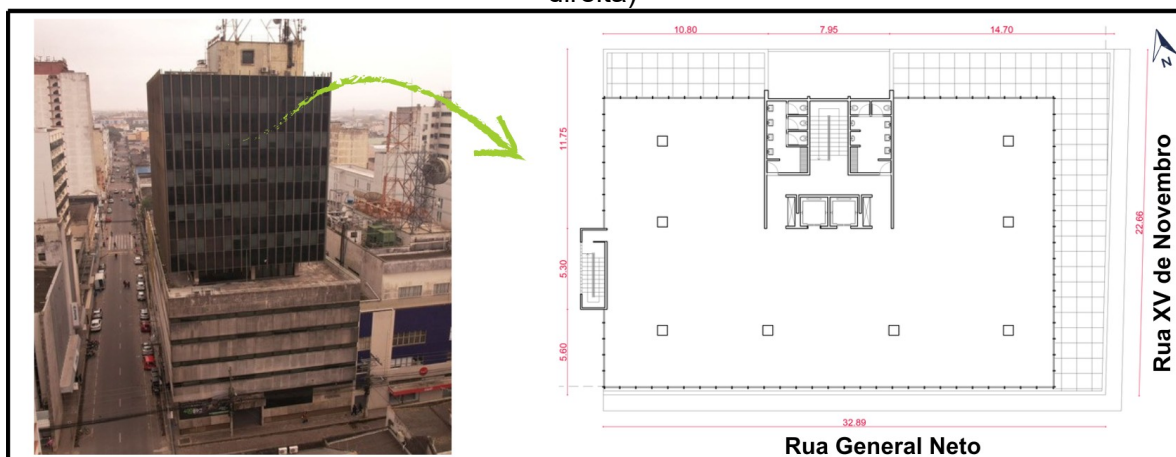 direita)
10.80
7.95
14.70
N
11.75
5.30
5.60
22.66
Rua XV de Novembro
32.89
Rua General Neto